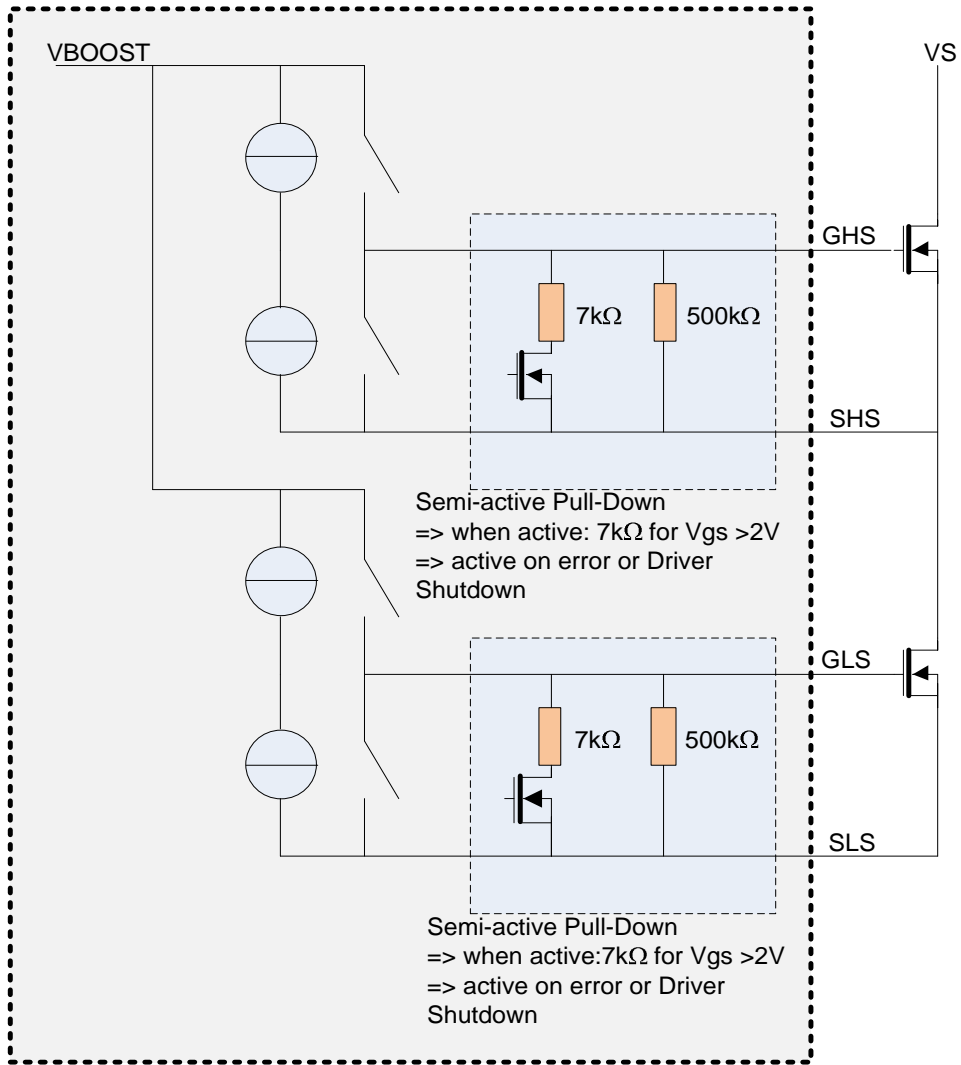 VBOOST
VS
GHS
7kΩ
500kΩ
SHS
Semi-active Pull-Down
=> when active: 7kΩ for Vgs >2V
=> active on error or Driver
Shutdown
GLS
7kΩ
500kΩ
SLS
Semi-active Pull-Down
=> when active:7kΩ for Vgs >2V
=> active on error or Driver
Shutdown